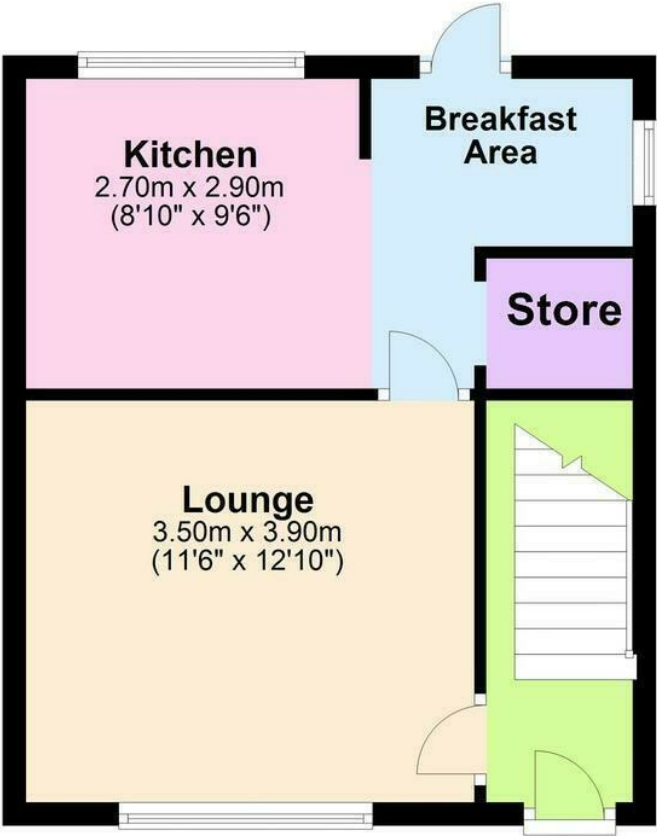 Kitchen
2.70m x 2.90m
(8'10" x 9'6")
Breakfast
Area
Store
Lounge
3.50m x 3.90m
(11'6" x 12'10")